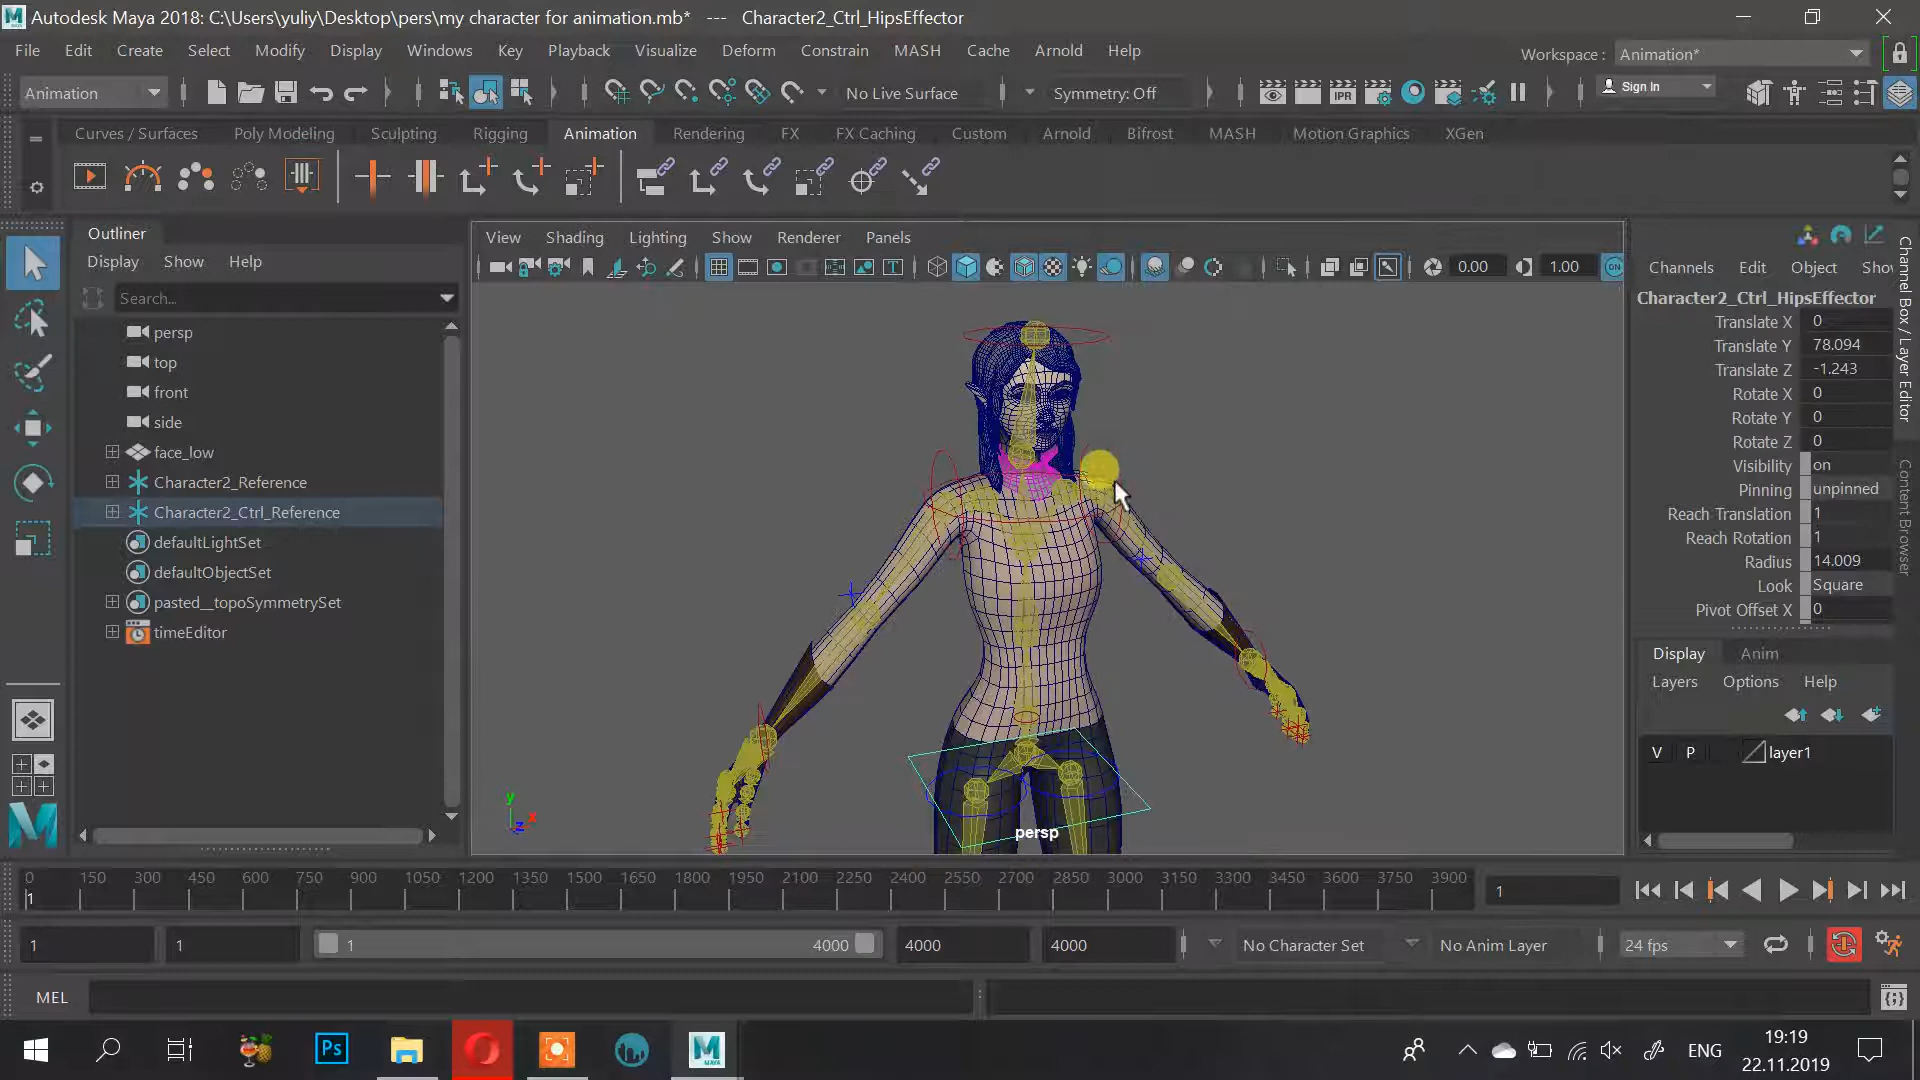 Autodesk Maya 2018: C:\Users\yuliy\Desktop\pers\my character for animation.mb* --- Character2_Ctrl_HipsEffector
File Edit Create Select Modify Display Windows Key Playback Visualize Deform Constrain MASH Cache Arnold Help
Workspace : Animation*
Animation
No Live Surface
Symmetry: Off
IPR
Sign In
Curves / Surfaces Poly Modeling Sculpting Rigging Animation Rendering FX FX Caching Custom Arnold Bifrost MASH Motion Graphics XGen
Outliner
Display Show Help
Search...
persp
top
front
side
face_low
Character2_Reference
Character2_Ctrl_Reference
defaultLightSet
defaultObjectSet
pasted__topoSymmetrySet
timeEditor
View Shading Lighting Show Renderer Panels
0.00
1.00
ON
y
z
x
persp
Channels Edit Object Show
Character2_Ctrl_HipsEffector
Translate X 0
Translate Y 78.094
Translate Z -1.243
Rotate X 0
Rotate Y 0
Rotate Z 0
Visibility on
Pinning unpinned
Reach Translation 1
Reach Rotation 1
Radius 14.009
Look Square
Pivot Offset X 0
Channel Box / Layer Editor
Content Browser
Display Anim
Layers Options Help
V P layer1
0 150 300 450 600 750 900 1050 1200 1350 1500 1650 1800 1950 2100 2250 2400 2550 2700 2850 3000 3150 3300 3450 3600 3750 3900
1
1
1
1
1
4000
4000
4000
No Character Set
No Anim Layer
24 fps
MEL
Ps
MAYA
ENG
19:19
22.11.2019